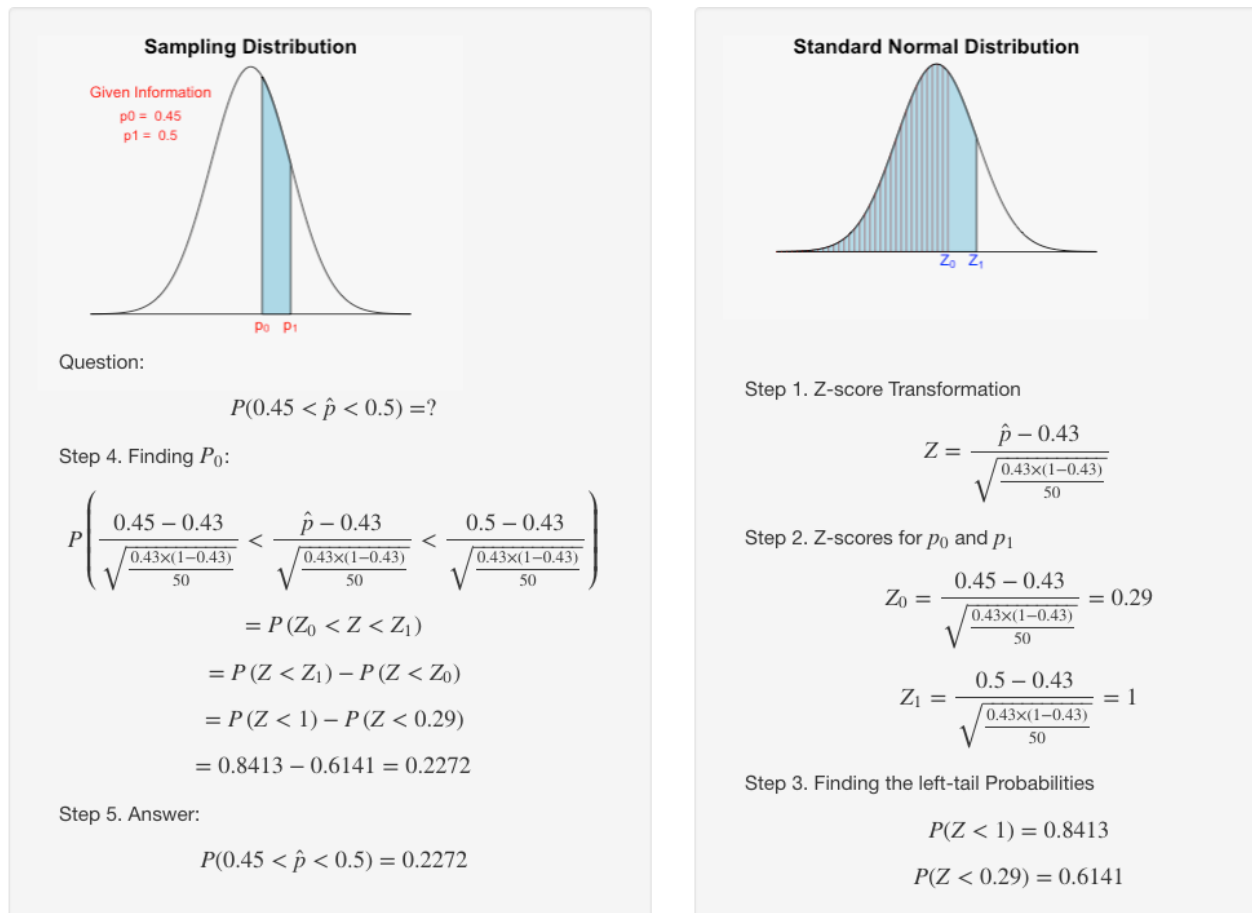 Sampling Distribution
Given Information
p0 = 0.45
p1 = 0.5
p₀ p₁
Question:
P(0.45 < p̂ < 0.5) =?
Step 4. Finding P₀:
P( (0.45 − 0.43) / √(0.43×(1−0.43) / 50) < (p̂ − 0.43) / √(0.43×(1−0.43) / 50) < (0.5 − 0.43) / √(0.43×(1−0.43) / 50) )
= P (Z₀ < Z < Z₁)
= P (Z < Z₁) − P (Z < Z₀)
= P (Z < 1) − P (Z < 0.29)
= 0.8413 − 0.6141 = 0.2272
Step 5. Answer:
P(0.45 < p̂ < 0.5) = 0.2272
Standard Normal Distribution
Z₀ Z₁
Step 1. Z-score Transformation
Z = (p̂ − 0.43) / √(0.43×(1−0.43) / 50)
Step 2. Z-scores for p₀ and p₁
Z₀ = (0.45 − 0.43) / √(0.43×(1−0.43) / 50) = 0.29
Z₁ = (0.5 − 0.43) / √(0.43×(1−0.43) / 50) = 1
Step 3. Finding the left-tail Probabilities
P(Z < 1) = 0.8413
P(Z < 0.29) = 0.6141